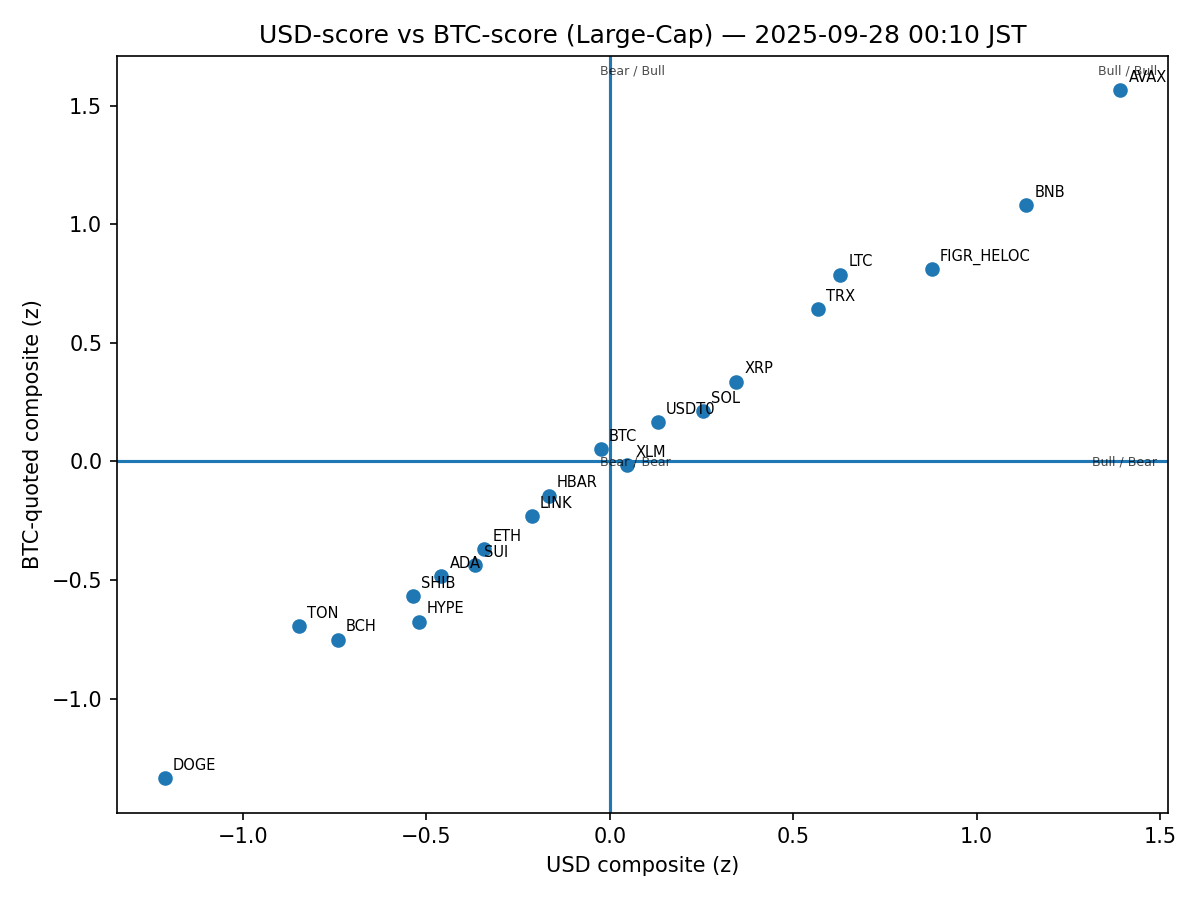 USD-score vs BTC-score (Large-Cap) — 2025-09-28 00:10 JST
Bear / Bull
Bull / Bull
AVAX
BNB
FIGR_HELOC
LTC
TRX
XRP
SOL
USDT0
BTC
XLM
Bear / Bear
Bull / Bear
HBAR
LINK
ETH
SUI
ADA
SHIB
HYPE
TON
BCH
DOGE
1.5
1.0
0.5
0.0
−0.5
−1.0
BTC-quoted composite (z)
−1.0
−0.5
0.0
0.5
1.0
1.5
USD composite (z)